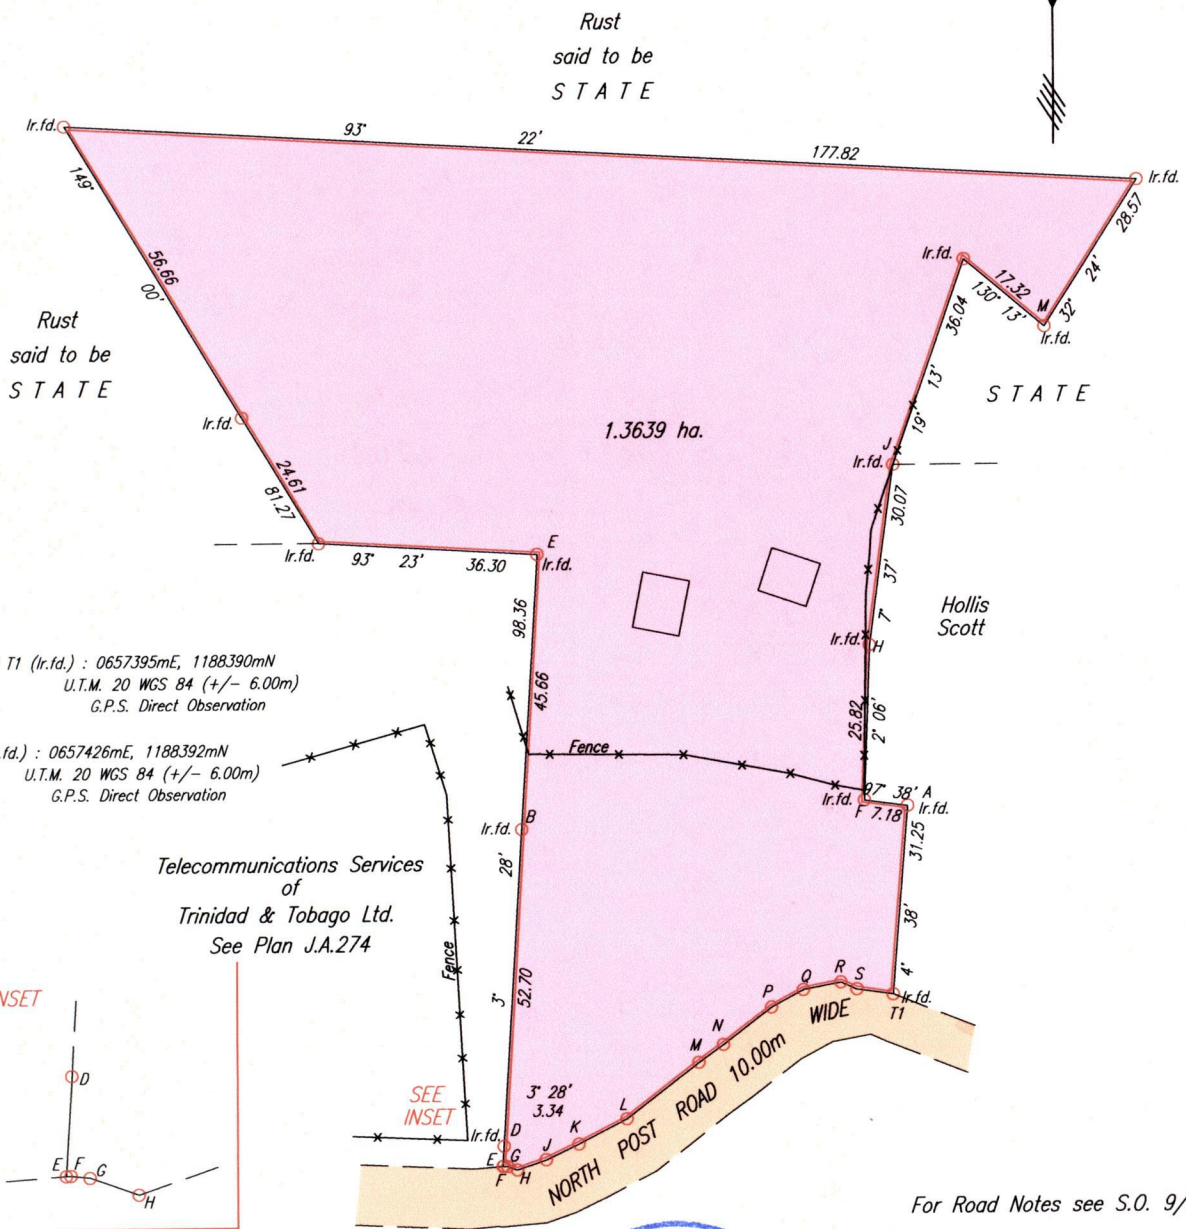 Rust
said to be
S T A T E
Ir.fd.
93°
22'
177.82
Ir.fd.
149°
56.66
00'
28.57
24'
32'
Ir.fd.
17.32
130° 13'
M
Ir.fd.
36.04
13'
19°
Rust
said to be
S T A T E
S T A T E
Ir.fd.
1.3639 ha.
J
Ir.fd.
24.61
81.27
30.07
37'
7°
Ir.fd.
93°
23'
36.30
E
Ir.fd.
98.36
45.66
Hollis
Scott
Ir.fd.
H
T1 (Ir.fd.) : 0657395mE, 1188390mN
U.T.M. 20 WGS 84 (+/- 6.00m)
G.P.S. Direct Observation
.fd.) : 0657426mE, 1188392mN
U.T.M. 20 WGS 84 (+/- 6.00m)
G.P.S. Direct Observation
Fence
25.82
2° 06'
97° 38' A
Ir.fd.
F 7.18
Ir.fd.
31.25
38'
4°
B
Ir.fd.
28'
3°
52.70
Telecommunications Services
of
Trinidad & Tobago Ltd.
See Plan J.A.274
Fence
NSET
D
E F G
H
SEE
INSET
3° 28'
3.34
Ir.fd.
D
E
F
G
H
J
K
L
M
N
P
Q
R
S
Ir.fd.
T1
NORTH POST ROAD 10.00m WIDE
For Road Notes see S.O. 9/